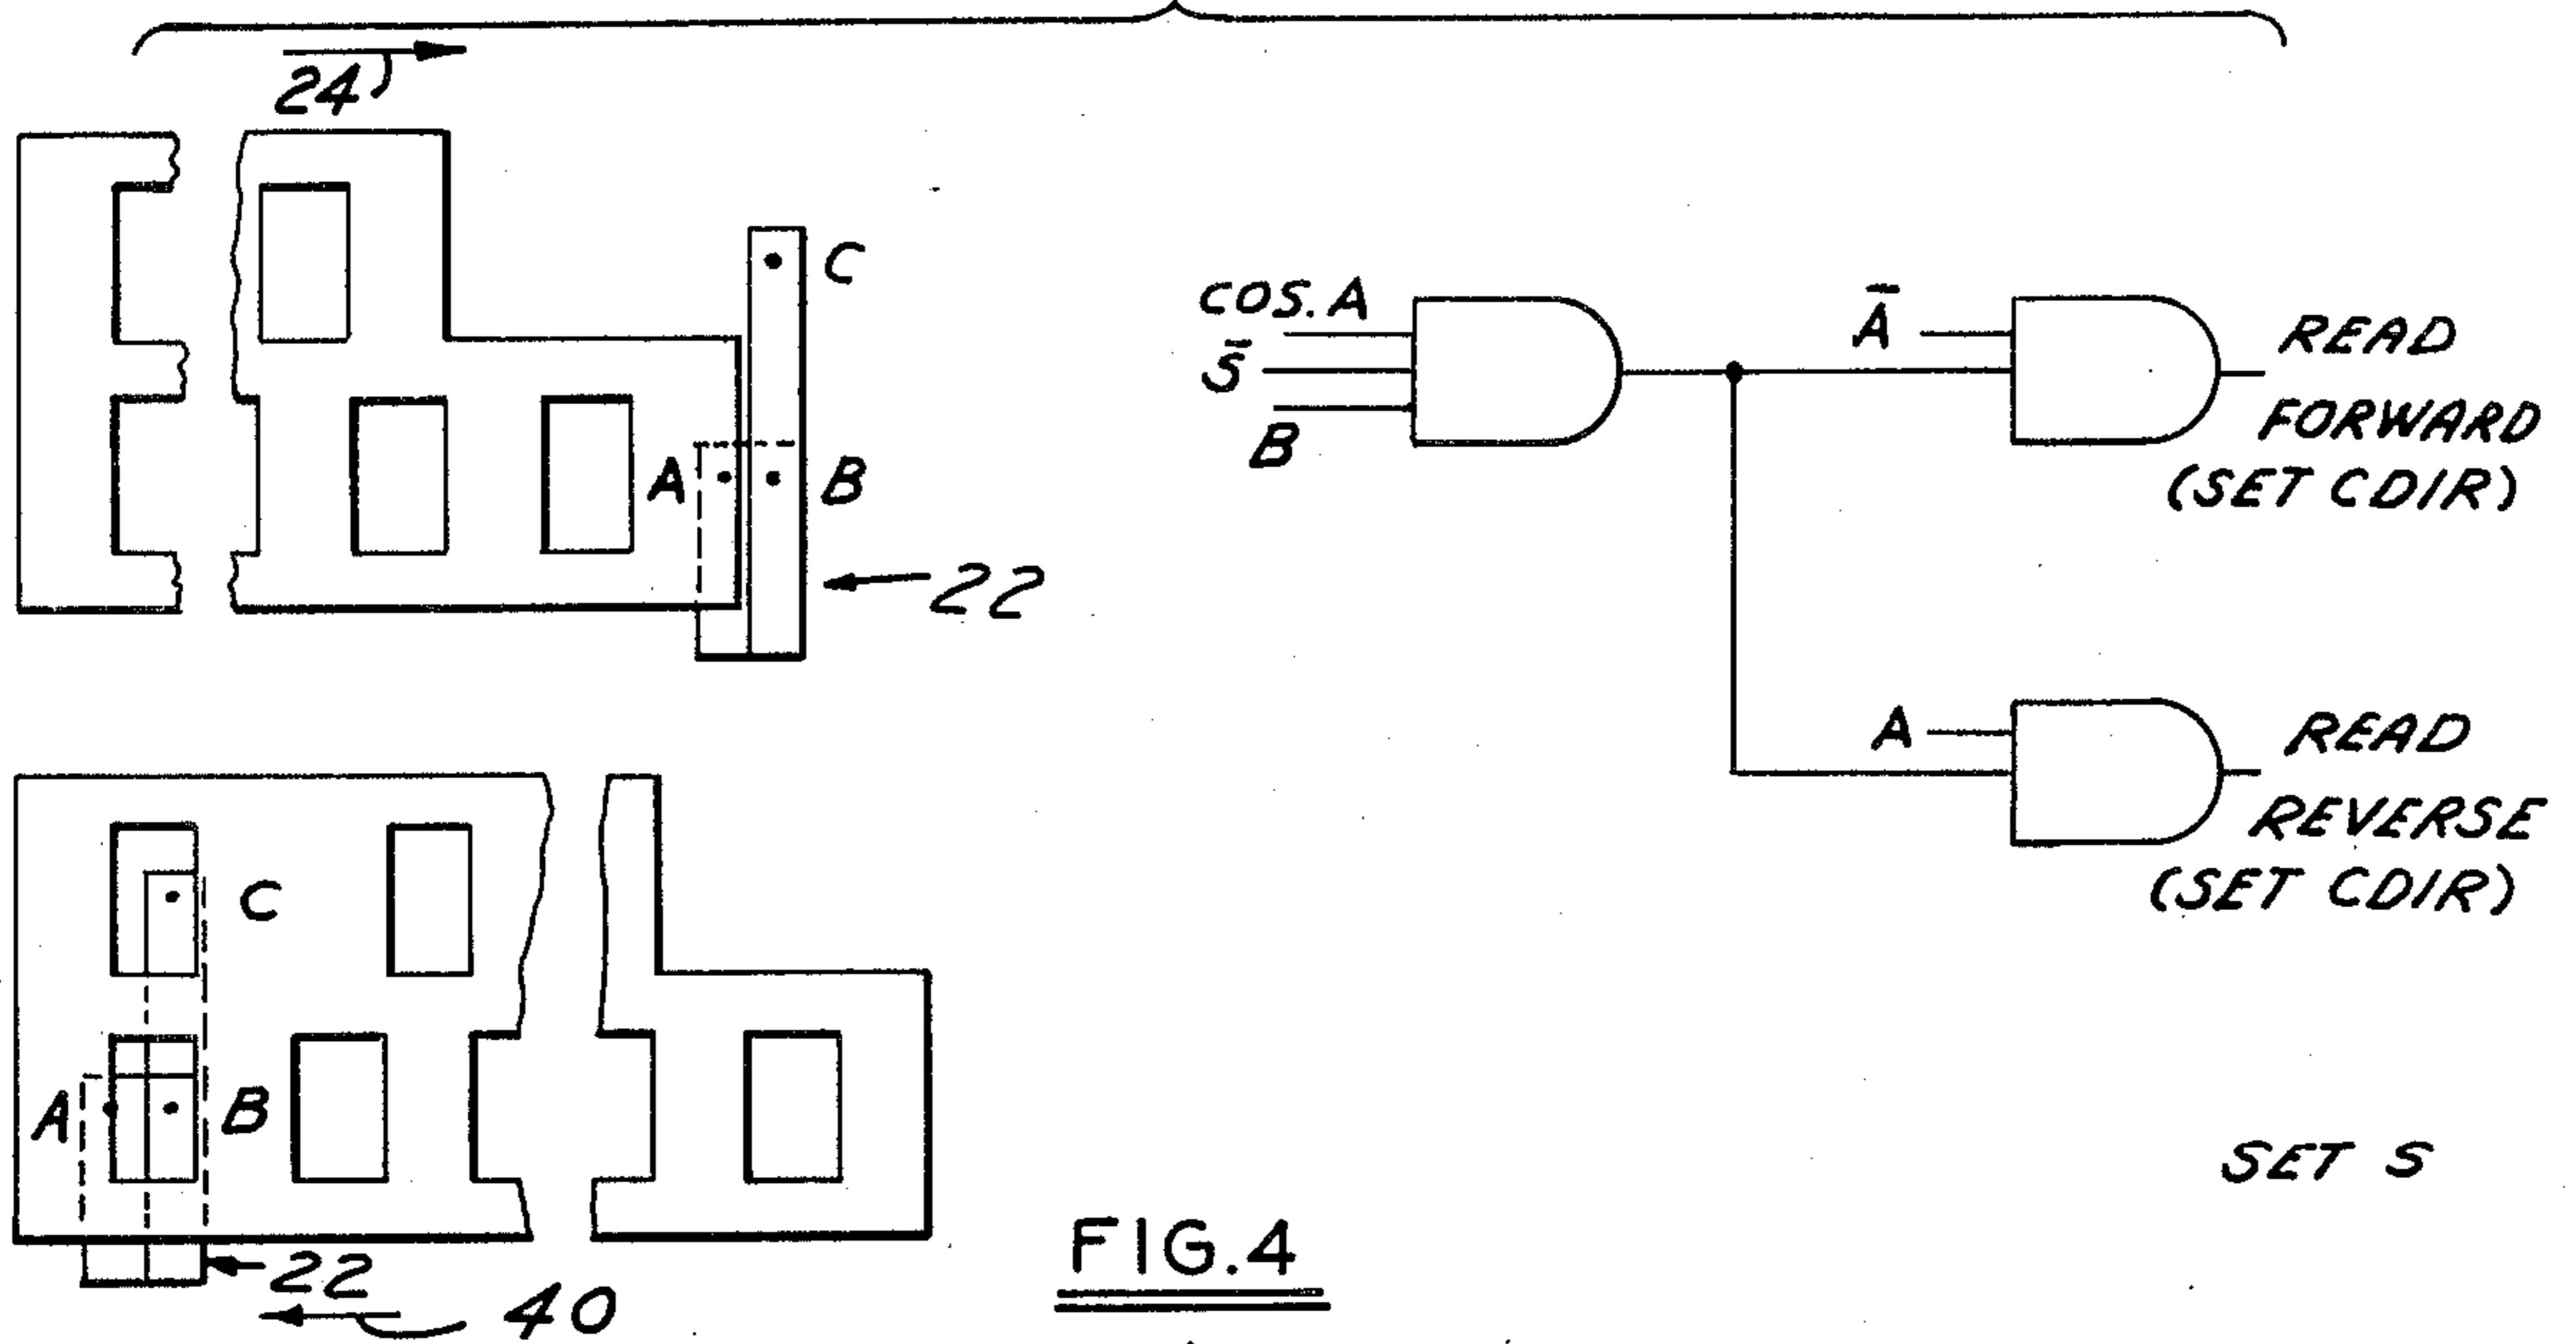 24
C
A
B
22
COS. A
S̄
B
Ā
READ
FORWARD
(SET CDIR)
A
READ
REVERSE
(SET CDIR)
C
A
B
22
40
SET S
FIG. 4